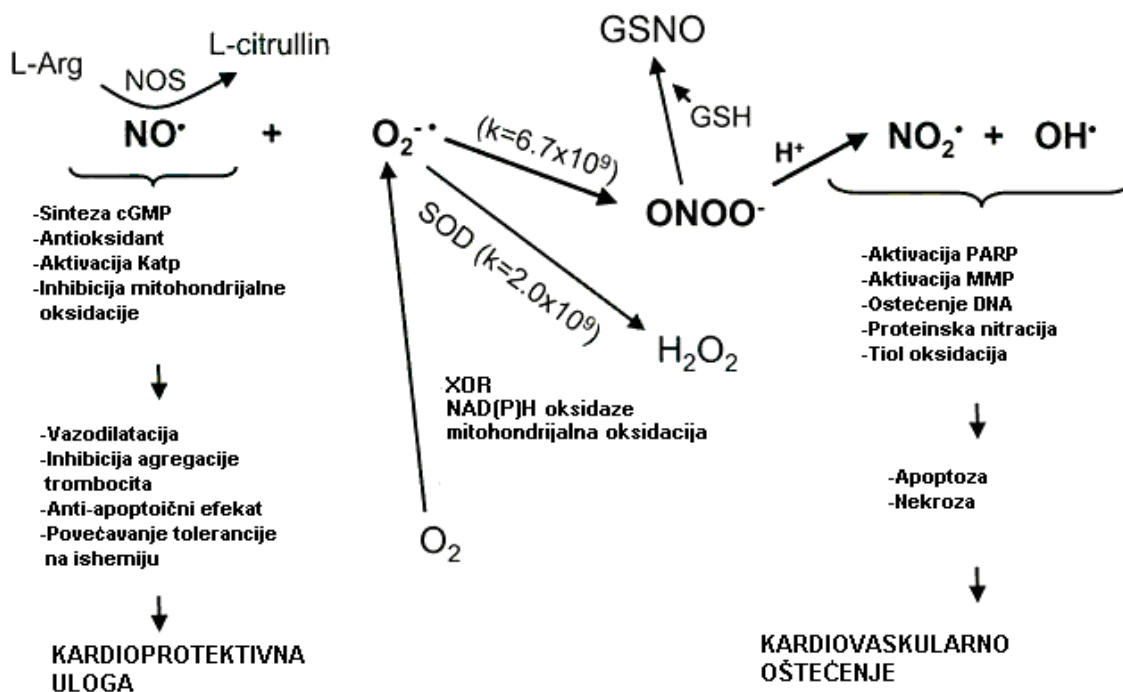 GSNO
L-citrullin
L-Arg
NOS
GSH
NO• + O₂⁻•
(k=6.7x10⁹)
ONOO⁻
H⁺
NO₂• + OH•
SOD (k=2.0x10⁹)
H₂O₂
-Sinteza cGMP
-Antioksidant
-Aktivacija Katp
-Inhibicija mitohondrijalne
oksidacije
-Aktivacija PARP
-Aktivacija MMP
-Ostećenje DNA
-Proteinska nitracija
-Tiol oksidacija
XOR
NAD(P)H oksidaze
mitohondrijalna oksidacija
O₂
-Vazodilatacija
-Inhibicija agregacije
trombocita
-Anti-apoptoični efekat
-Povećavanje tolerancije
na ishemiju
-Apoptoza
-Nekroza
KARDIOPROTEKTIVNA
ULOGA
KARDIOVASKULARNO
OŠTEĆENJE